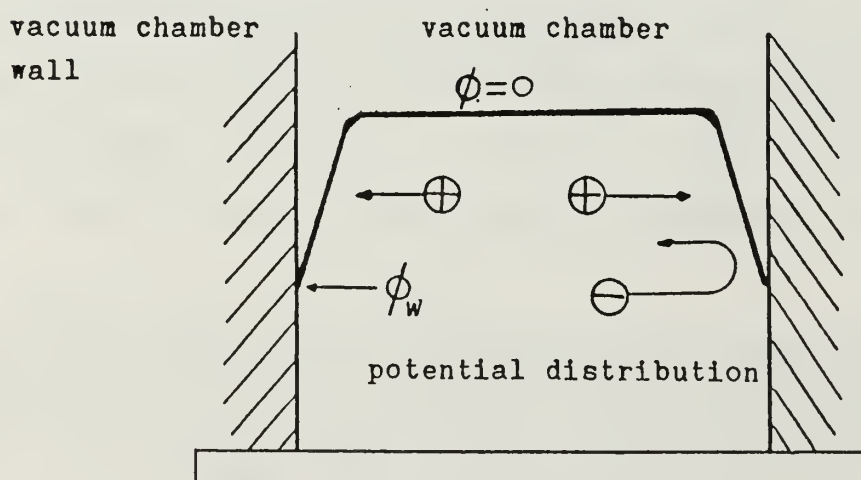 vacuum chamber
wall
vacuum chamber
ϕ=0
ϕw
potential distribution